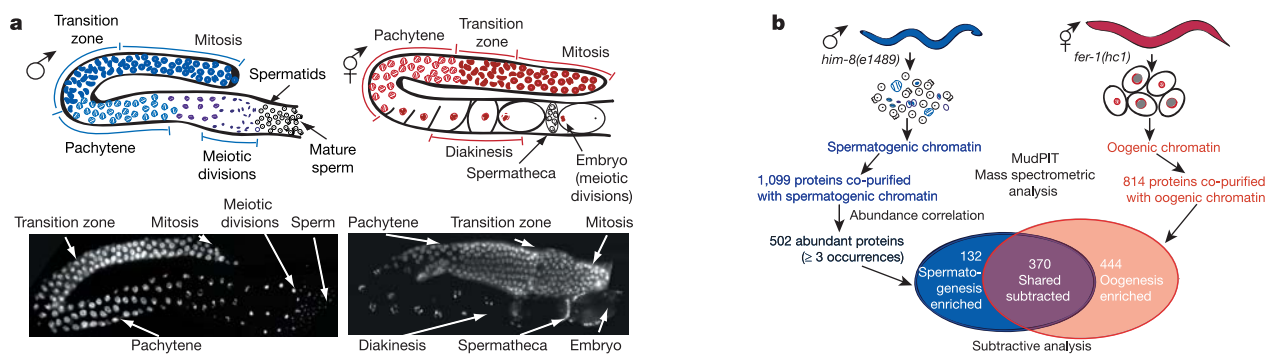 a
Transition
zone
Mitosis
♂
Spermatids
Pachytene
Meiotic
divisions
Mature
sperm
Pachytene
Transition
zone
Mitosis
⚥
Diakinesis
Spermatheca
Embryo
(meiotic
divisions)
Transition zone
Mitosis
Meiotic
divisions
Sperm
Pachytene
Pachytene
Transition zone
Mitosis
Diakinesis
Spermatheca
Embryo
b
♂
him-8(e1489)
⚥
fer-1(hc1)
Spermatogenic chromatin
Oogenic chromatin
MudPIT
Mass spectrometric
analysis
1,099 proteins co-purified
with spermatogenic chromatin
814 proteins co-purified
with oogenic chromatin
Abundance correlation
502 abundant proteins
(≥ 3 occurrences)
132
Spermato-
genesis
enriched
370
Shared
subtracted
444
Oogenesis
enriched
Subtractive analysis